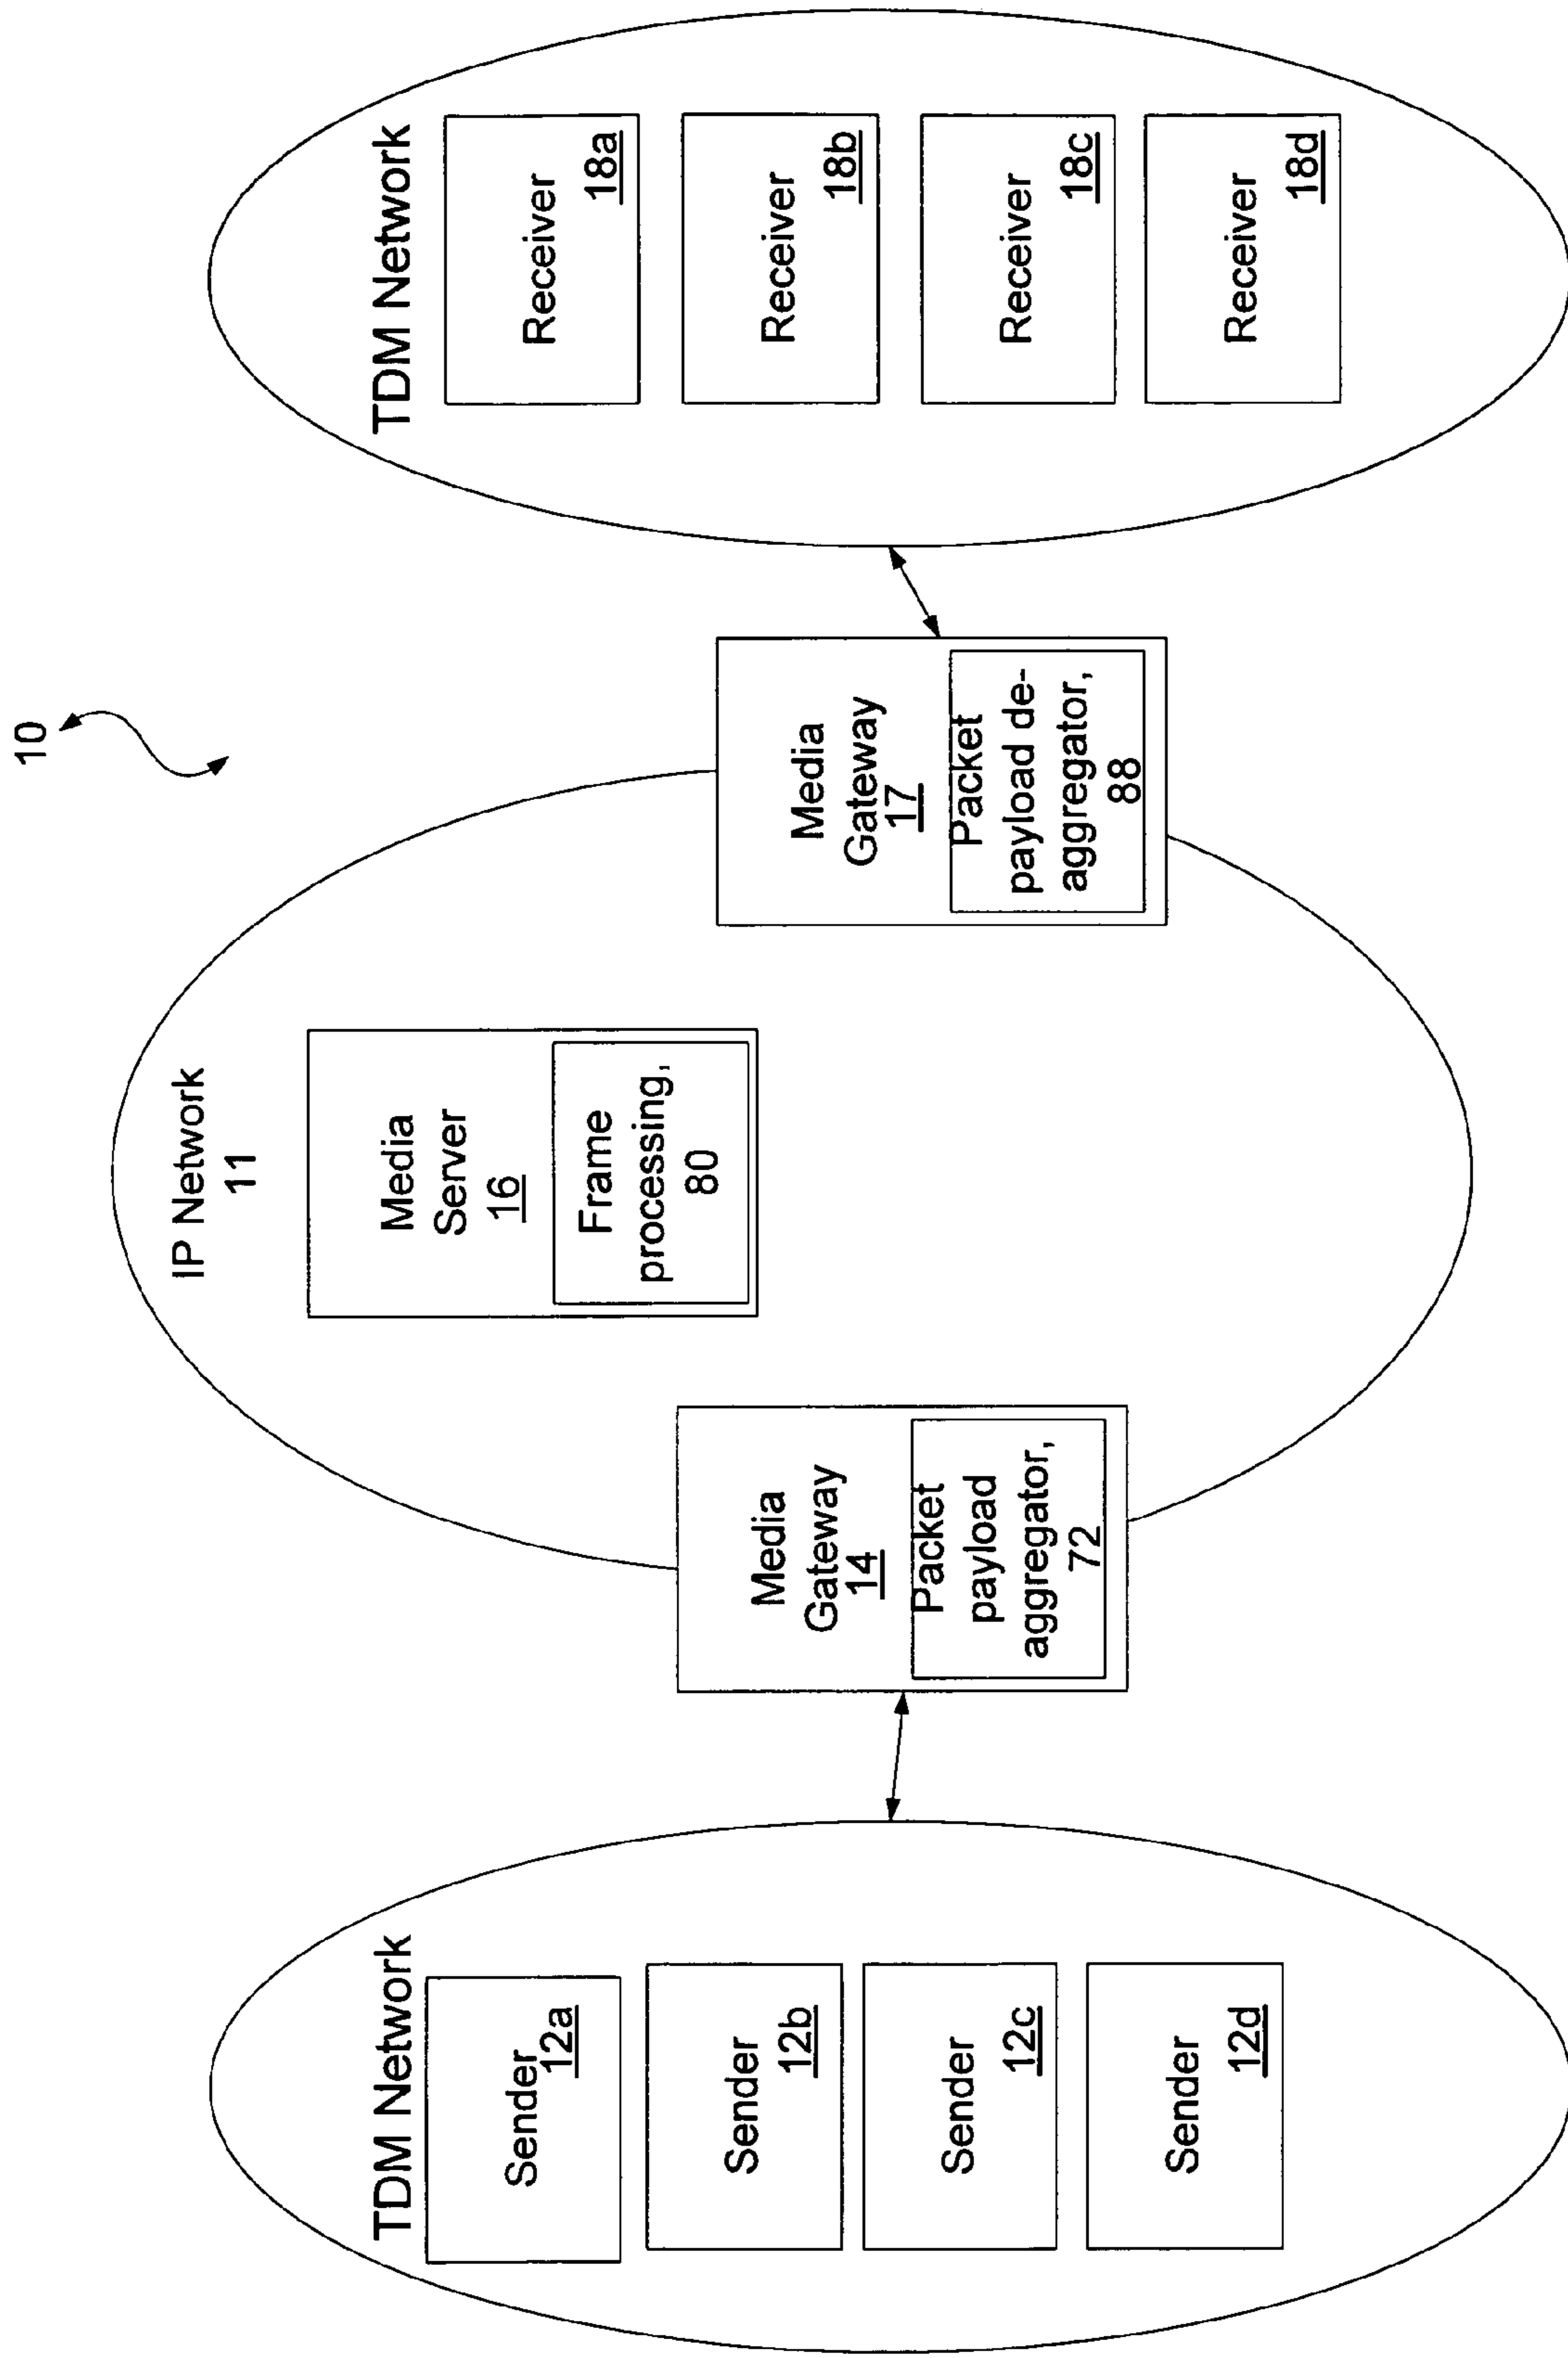 10
TDM Network
Sender
12a
Sender
12b
Sender
12c
Sender
12d
IP Network
11
Media
Gateway
14
Packet
payload
aggregator,
72
Media
Server
16
Frame
processing,
80
Media
Gateway
17
Packet
payload de-
aggregator,
88
TDM Network
Receiver
18a
Receiver
18b
Receiver
18c
Receiver
18d